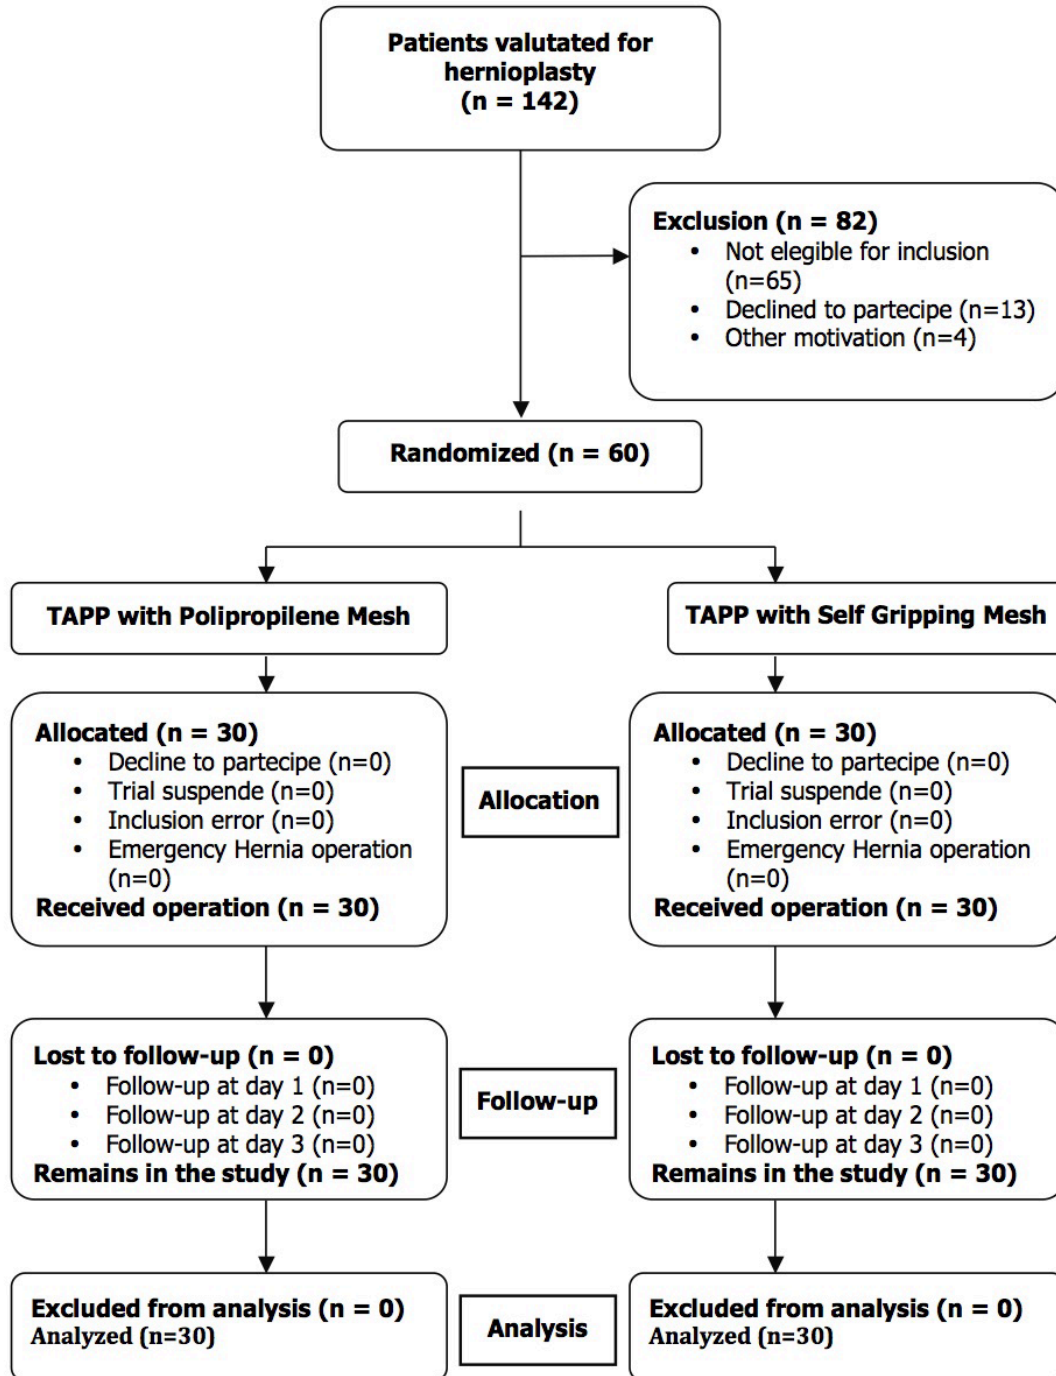 Patients valutated for
hernioplasty
(n = 142)
Exclusion (n = 82)
• Not elegible for inclusion
(n=65)
• Declined to partecipe (n=13)
• Other motivation (n=4)
Randomized (n = 60)
TAPP with Polipropilene Mesh
TAPP with Self Gripping Mesh
Allocated (n = 30)
• Decline to partecipe (n=0)
• Trial suspende (n=0)
• Inclusion error (n=0)
• Emergency Hernia operation
(n=0)
Received operation (n = 30)
Allocation
Allocated (n = 30)
• Decline to partecipe (n=0)
• Trial suspende (n=0)
• Inclusion error (n=0)
• Emergency Hernia operation
(n=0)
Received operation (n = 30)
Lost to follow-up (n = 0)
• Follow-up at day 1 (n=0)
• Follow-up at day 2 (n=0)
• Follow-up at day 3 (n=0)
Remains in the study (n = 30)
Follow-up
Lost to follow-up (n = 0)
• Follow-up at day 1 (n=0)
• Follow-up at day 2 (n=0)
• Follow-up at day 3 (n=0)
Remains in the study (n = 30)
Excluded from analysis (n = 0)
Analyzed (n=30)
Analysis
Excluded from analysis (n = 0)
Analyzed (n=30)